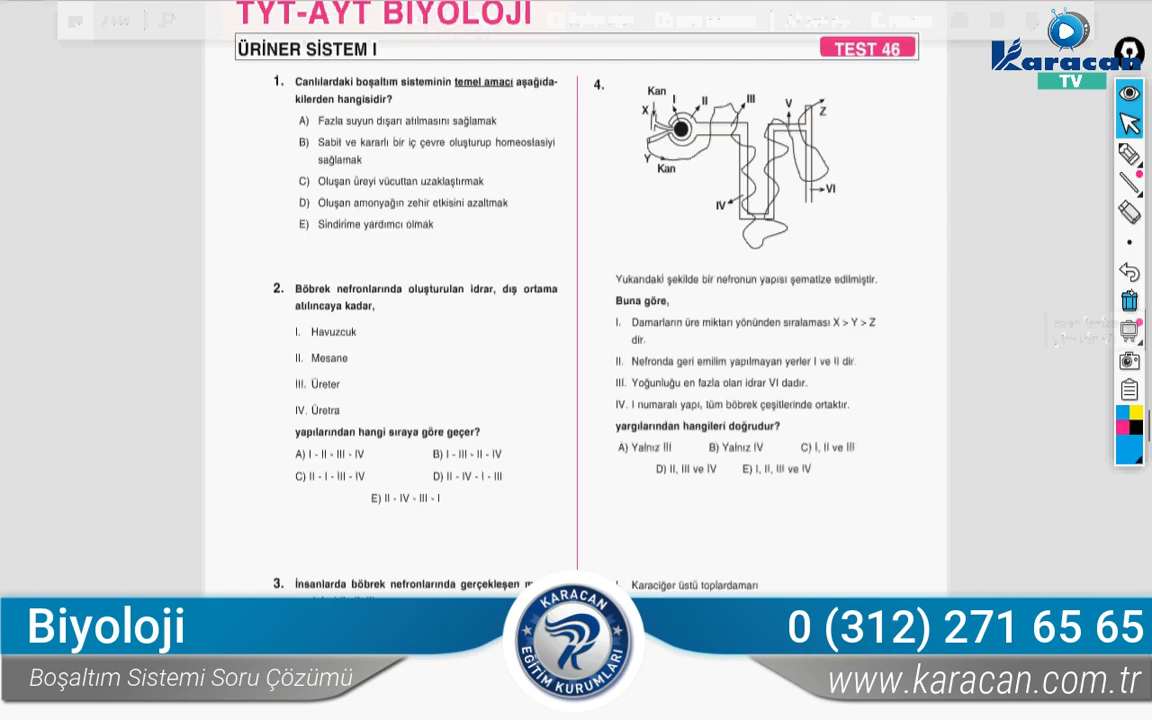 TYT-AYT BİYOLOJİ
ÜRİNER SİSTEM I
TEST 46
Karacan
TV
1. Canlılardaki boşaltım sisteminin temel amacı aşağıda-
kilerden hangisidir?
A) Fazla suyun dışarı atılmasını sağlamak
B) Sabit ve kararlı bir iç çevre oluşturup homeostasiyi
sağlamak
C) Oluşan üreyi vücuttan uzaklaştırmak
D) Oluşan amonyağın zehir etkisini azaltmak
E) Sindirime yardımcı olmak
2. Böbrek nefronlarında oluşturulan idrar, dış ortama
atılıncaya kadar,
I. Havuzcuk
II. Mesane
III. Üreter
IV. Üretra
yapılarından hangi sıraya göre geçer?
A) I - II - III - IV
B) I - III - II - IV
C) II - I - III - IV
D) II - IV - I - III
E) II - IV - III - I
3. İnsanlarda böbrek nefronlarında gerçekleşen
4.
Kan
X
I
II
III
V
Z
Y
Kan
IV
VI
Yukarıdaki şekilde bir nefronun yapısı şematize edilmiştir.
Buna göre,
I. Damarların üre miktarı yönünden sıralaması X > Y > Z
dir.
II. Nefronda geri emilim yapılmayan yerler I ve II dir.
III. Yoğunluğu en fazla olan idrar VI dadır.
IV. I numaralı yapı, tüm böbrek çeşitlerinde ortaktır.
yargılarından hangileri doğrudur?
A) Yalnız III
B) Yalnız IV
C) I, II ve III
D) II, III ve IV
E) I, II, III ve IV
Karaciğer üstü toplardamarı
Biyoloji
Boşaltım Sistemi Soru Çözümü
KARACAN
EĞİTİM KURUMLARI
0 (312) 271 65 65
www.karacan.com.tr